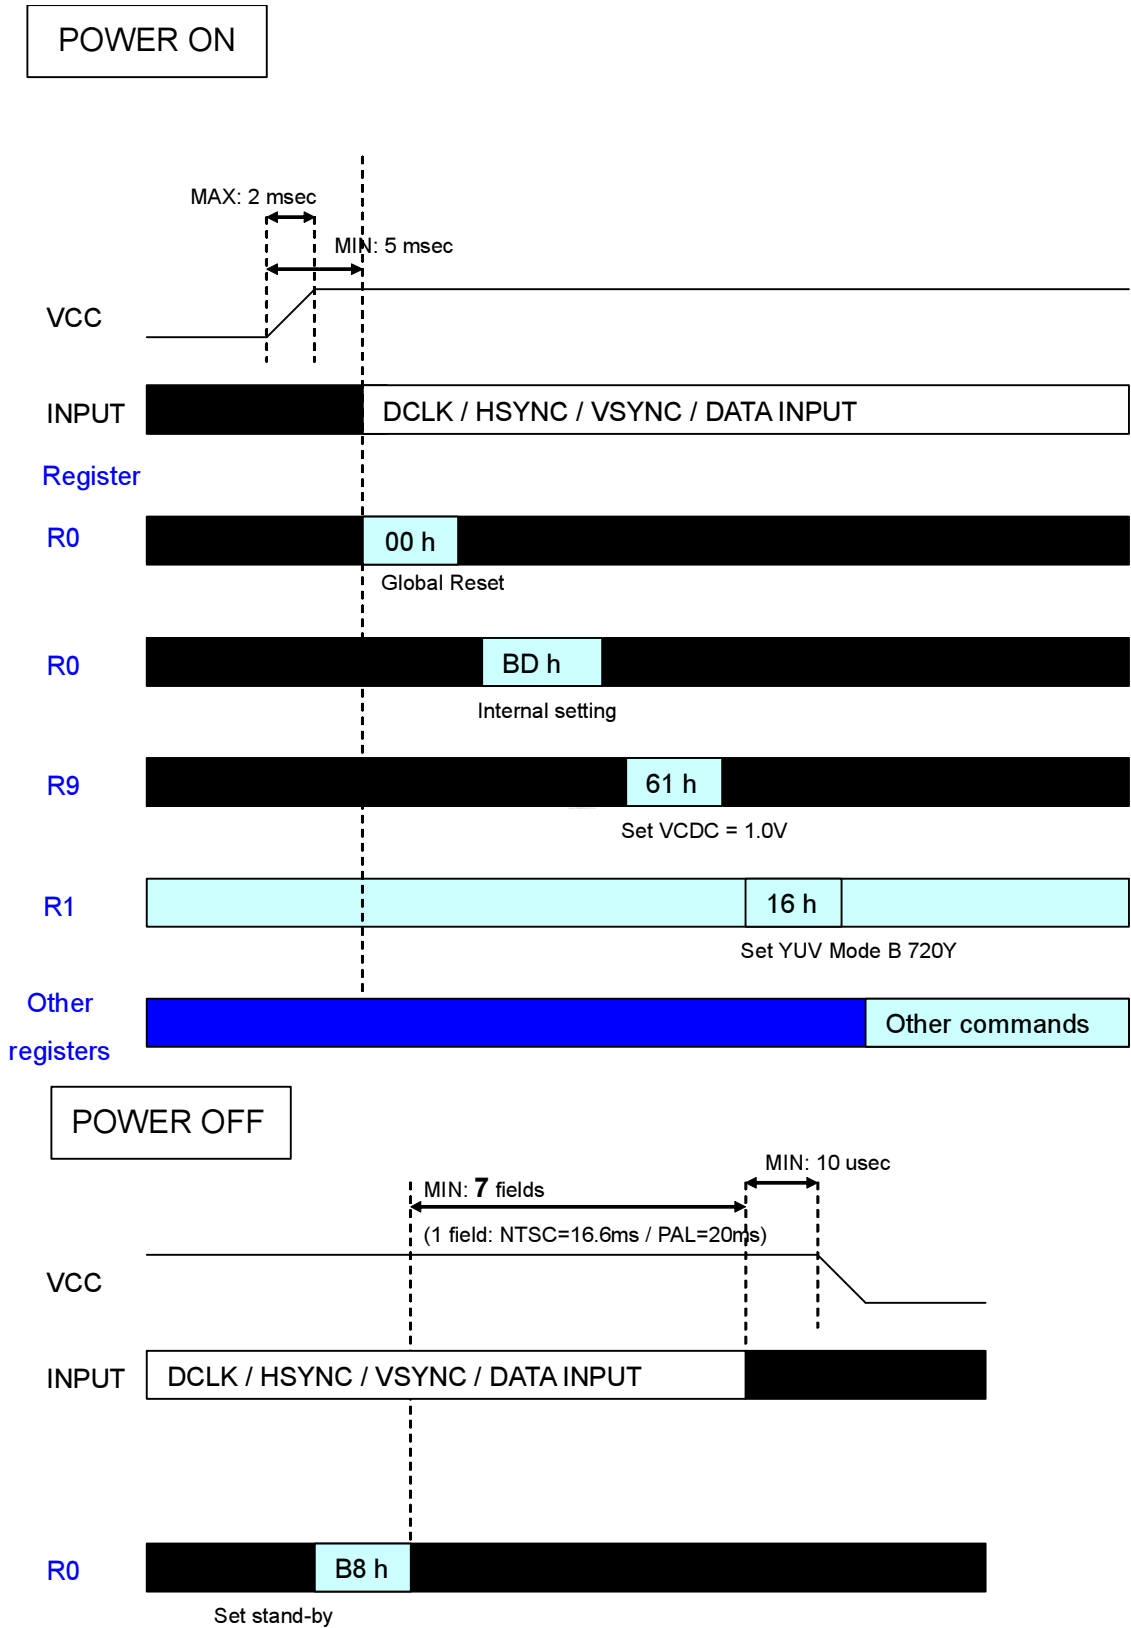 POWER ON
MAX: 2 msec
MIN: 5 msec
VCC
INPUT
DCLK / HSYNC / VSYNC / DATA INPUT
Register
R0
00 h
Global Reset
R0
BD h
Internal setting
R9
61 h
Set VCDC = 1.0V
R1
16 h
Set YUV Mode B 720Y
Other
registers
Other commands
POWER OFF
MIN: 10 usec
MIN: 7 fields
(1 field: NTSC=16.6ms / PAL=20ms)
VCC
INPUT
DCLK / HSYNC / VSYNC / DATA INPUT
R0
B8 h
Set stand-by